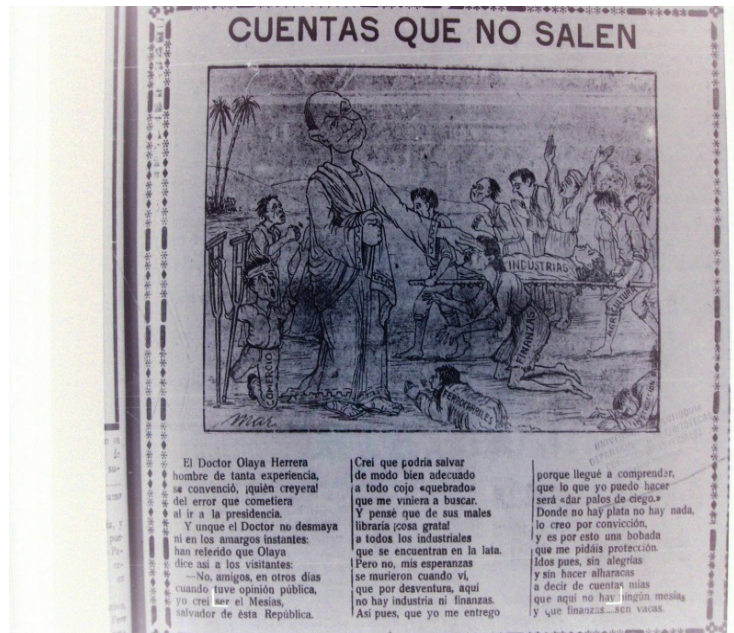 CUENTAS QUE NO SALEN
INDUSTRIAS
AGRICULTURA
FINANZAS
COMERCIO
FERROCARRILES
El Doctor Olaya Herrera
hombre de tanta experiencia,
se convenció, ¡quién creyera!
del error que cometiera
al ir a la presidencia.
Y unque el Doctor no desmaya
ni en los amargos instantes:
han referido que Olaya
dice así a los visitantes:
—No, amigos, en otros días
cuando tuve opinión pública,
yo creí ser el Mesías,
salvador de ésta República.
Creí que podría salvar
de modo bien adecuado
a todo cojo «quebrado»
que me viniera a buscar.
Y pensé que de sus males
libraría ¡cosa grata!
a todos los industriales
que se encuentran en la lata.
Pero no, mis esperanzas
se murieron cuando ví,
que por desventura, aquí
no hay industria ni finanzas.
Así pues, que yo me entrego
porque llegué a comprender,
que lo que yo puedo hacer
será «dar palos de ciego.»
Donde no hay plata no hay nada,
lo creo por convicción,
y es por esto una bobada
que me pidáis protección.
Idos pues, sin alegrías
y sin hacer alharacas
a decir de cuentas mias
que aquí no hay ningún mesias
y que finanzas...son vacas.